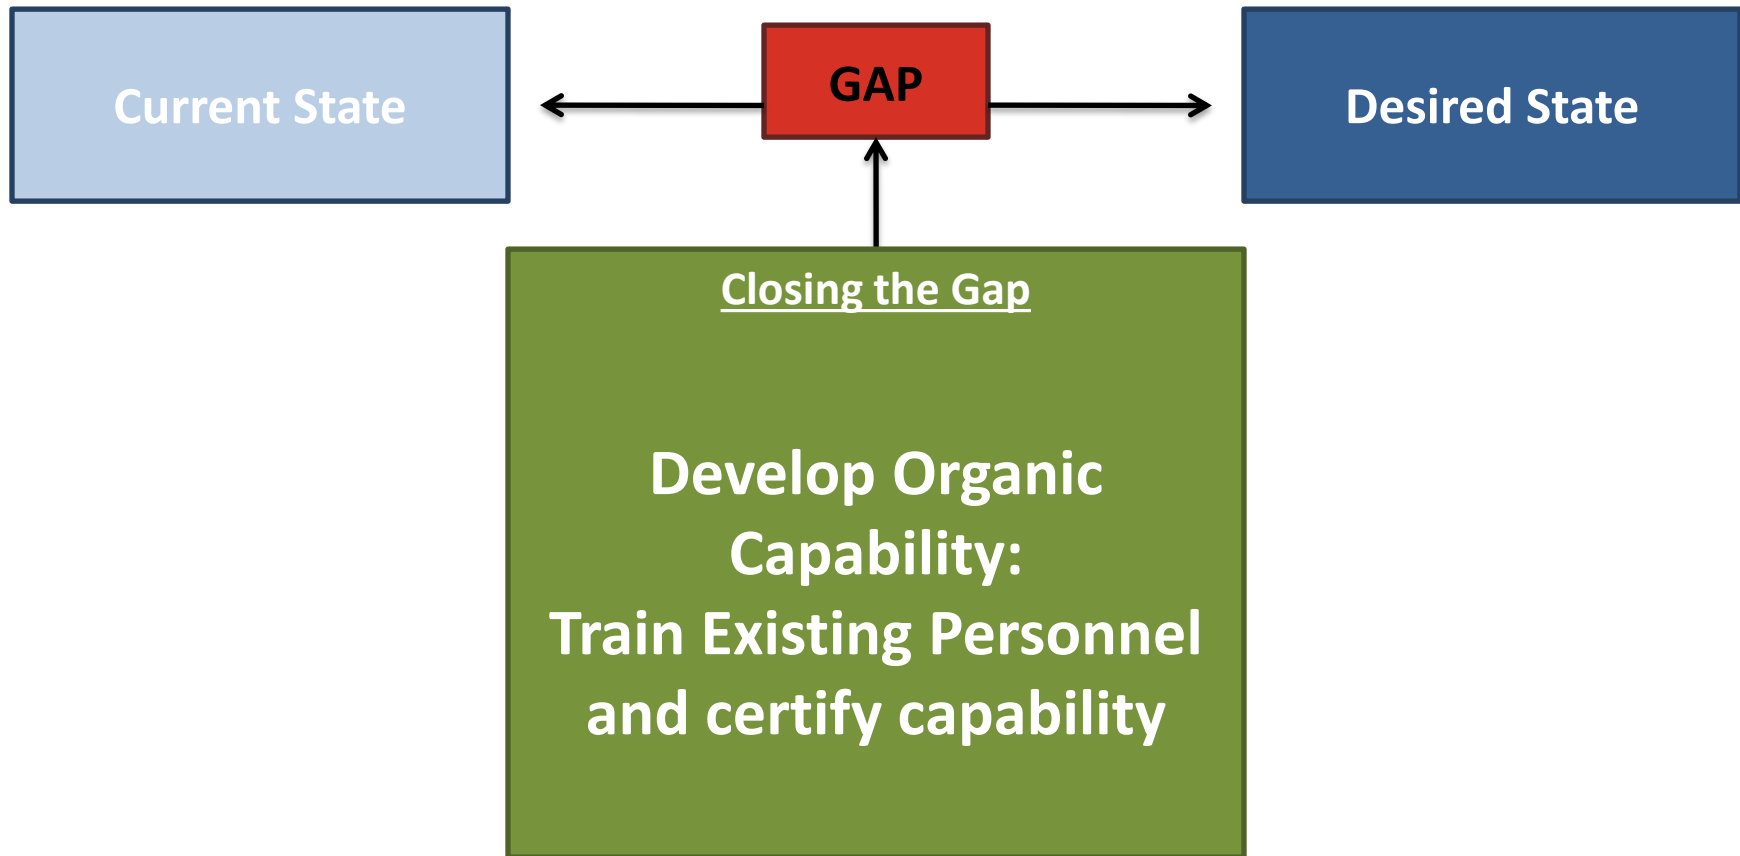 Current State
GAP
Desired State
Closing the Gap
Develop Organic
Capability:
Train Existing Personnel
and certify capability